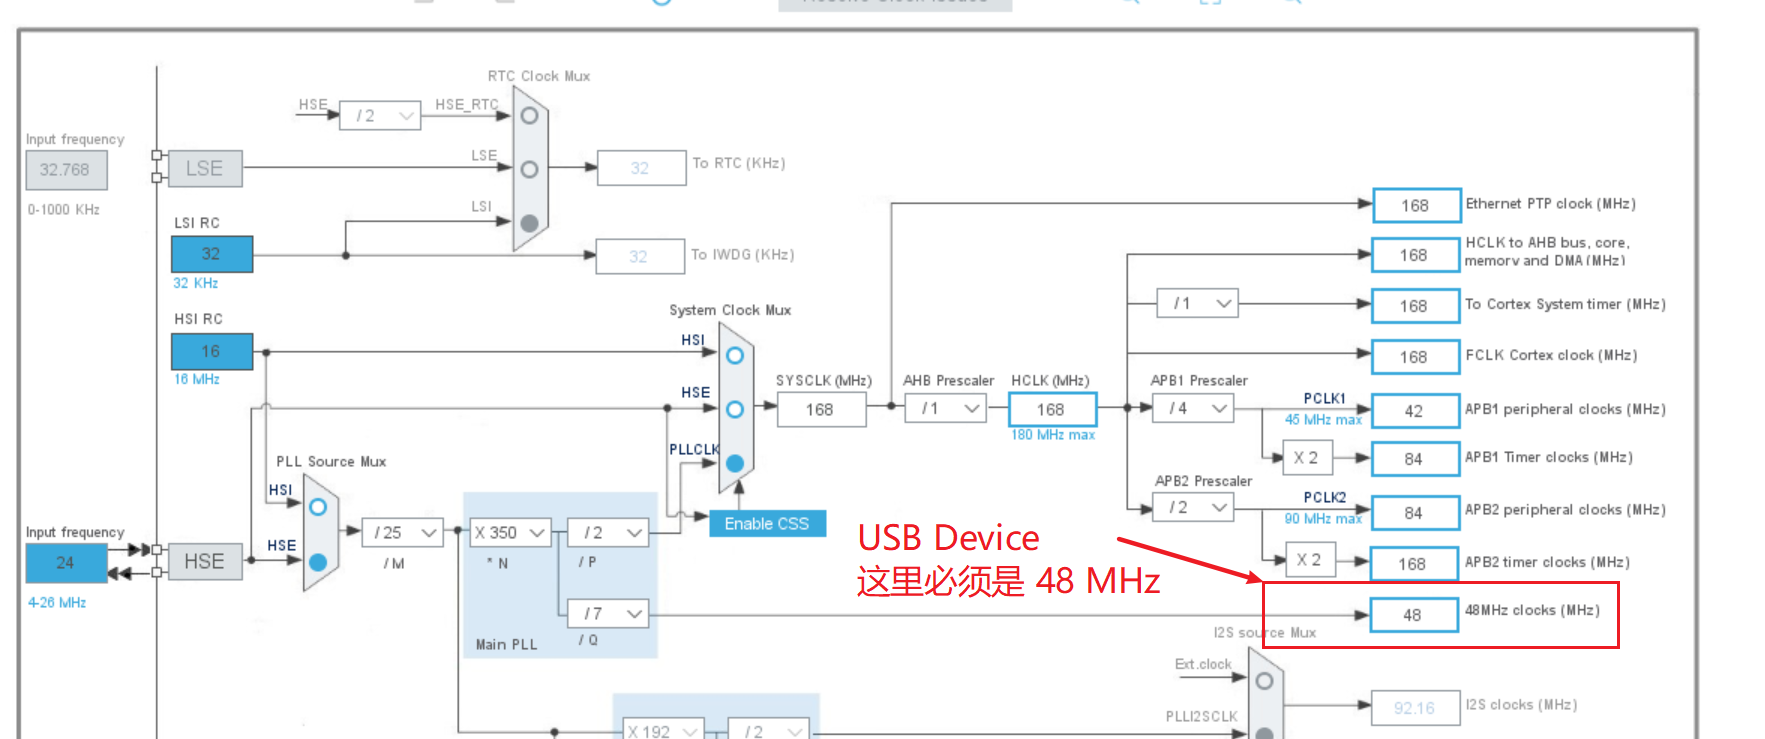 Resolve Clock Issues
RTC Clock Mux
HSE
/ 2
HSE_RTC
Input frequency
32.768
0-1000 KHz
LSE
LSE
32
To RTC (KHz)
LSI
LSI RC
32
32 KHz
32
To IWDG (KHz)
HSI RC
16
16 MHz
System Clock Mux
HSI
HSE
PLLCLK
SYSCLK (MHz)
168
AHB Prescaler
/ 1
HCLK (MHz)
168
180 MHz max
168
Ethernet PTP clock (MHz)
168
HCLK to AHB bus, core,
memory and DMA (MHz)
/ 1
168
To Cortex System timer (MHz)
168
FCLK Cortex clock (MHz)
APB1 Prescaler
/ 4
PCLK1
45 MHz max
42
APB1 peripheral clocks (MHz)
X 2
84
APB1 Timer clocks (MHz)
APB2 Prescaler
/ 2
PCLK2
90 MHz max
84
APB2 peripheral clocks (MHz)
X 2
168
APB2 timer clocks (MHz)
48
48MHz clocks (MHz)
PLL Source Mux
HSI
HSE
Input frequency
24
4-26 MHz
HSE
/ 25
/ M
X 350
* N
/ 2
/ P
/ 7
/ Q
Main PLL
Enable CSS
USB Device
这里必须是 48 MHz
I2S source Mux
Ext.clock
PLLI2SCLK
92.16
I2S clocks (MHz)
X 192
/ 2